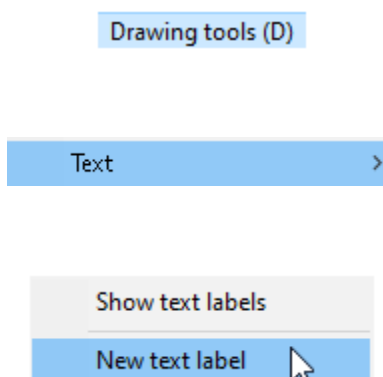 Drawing tools (D)
Text
Show text labels
New text label